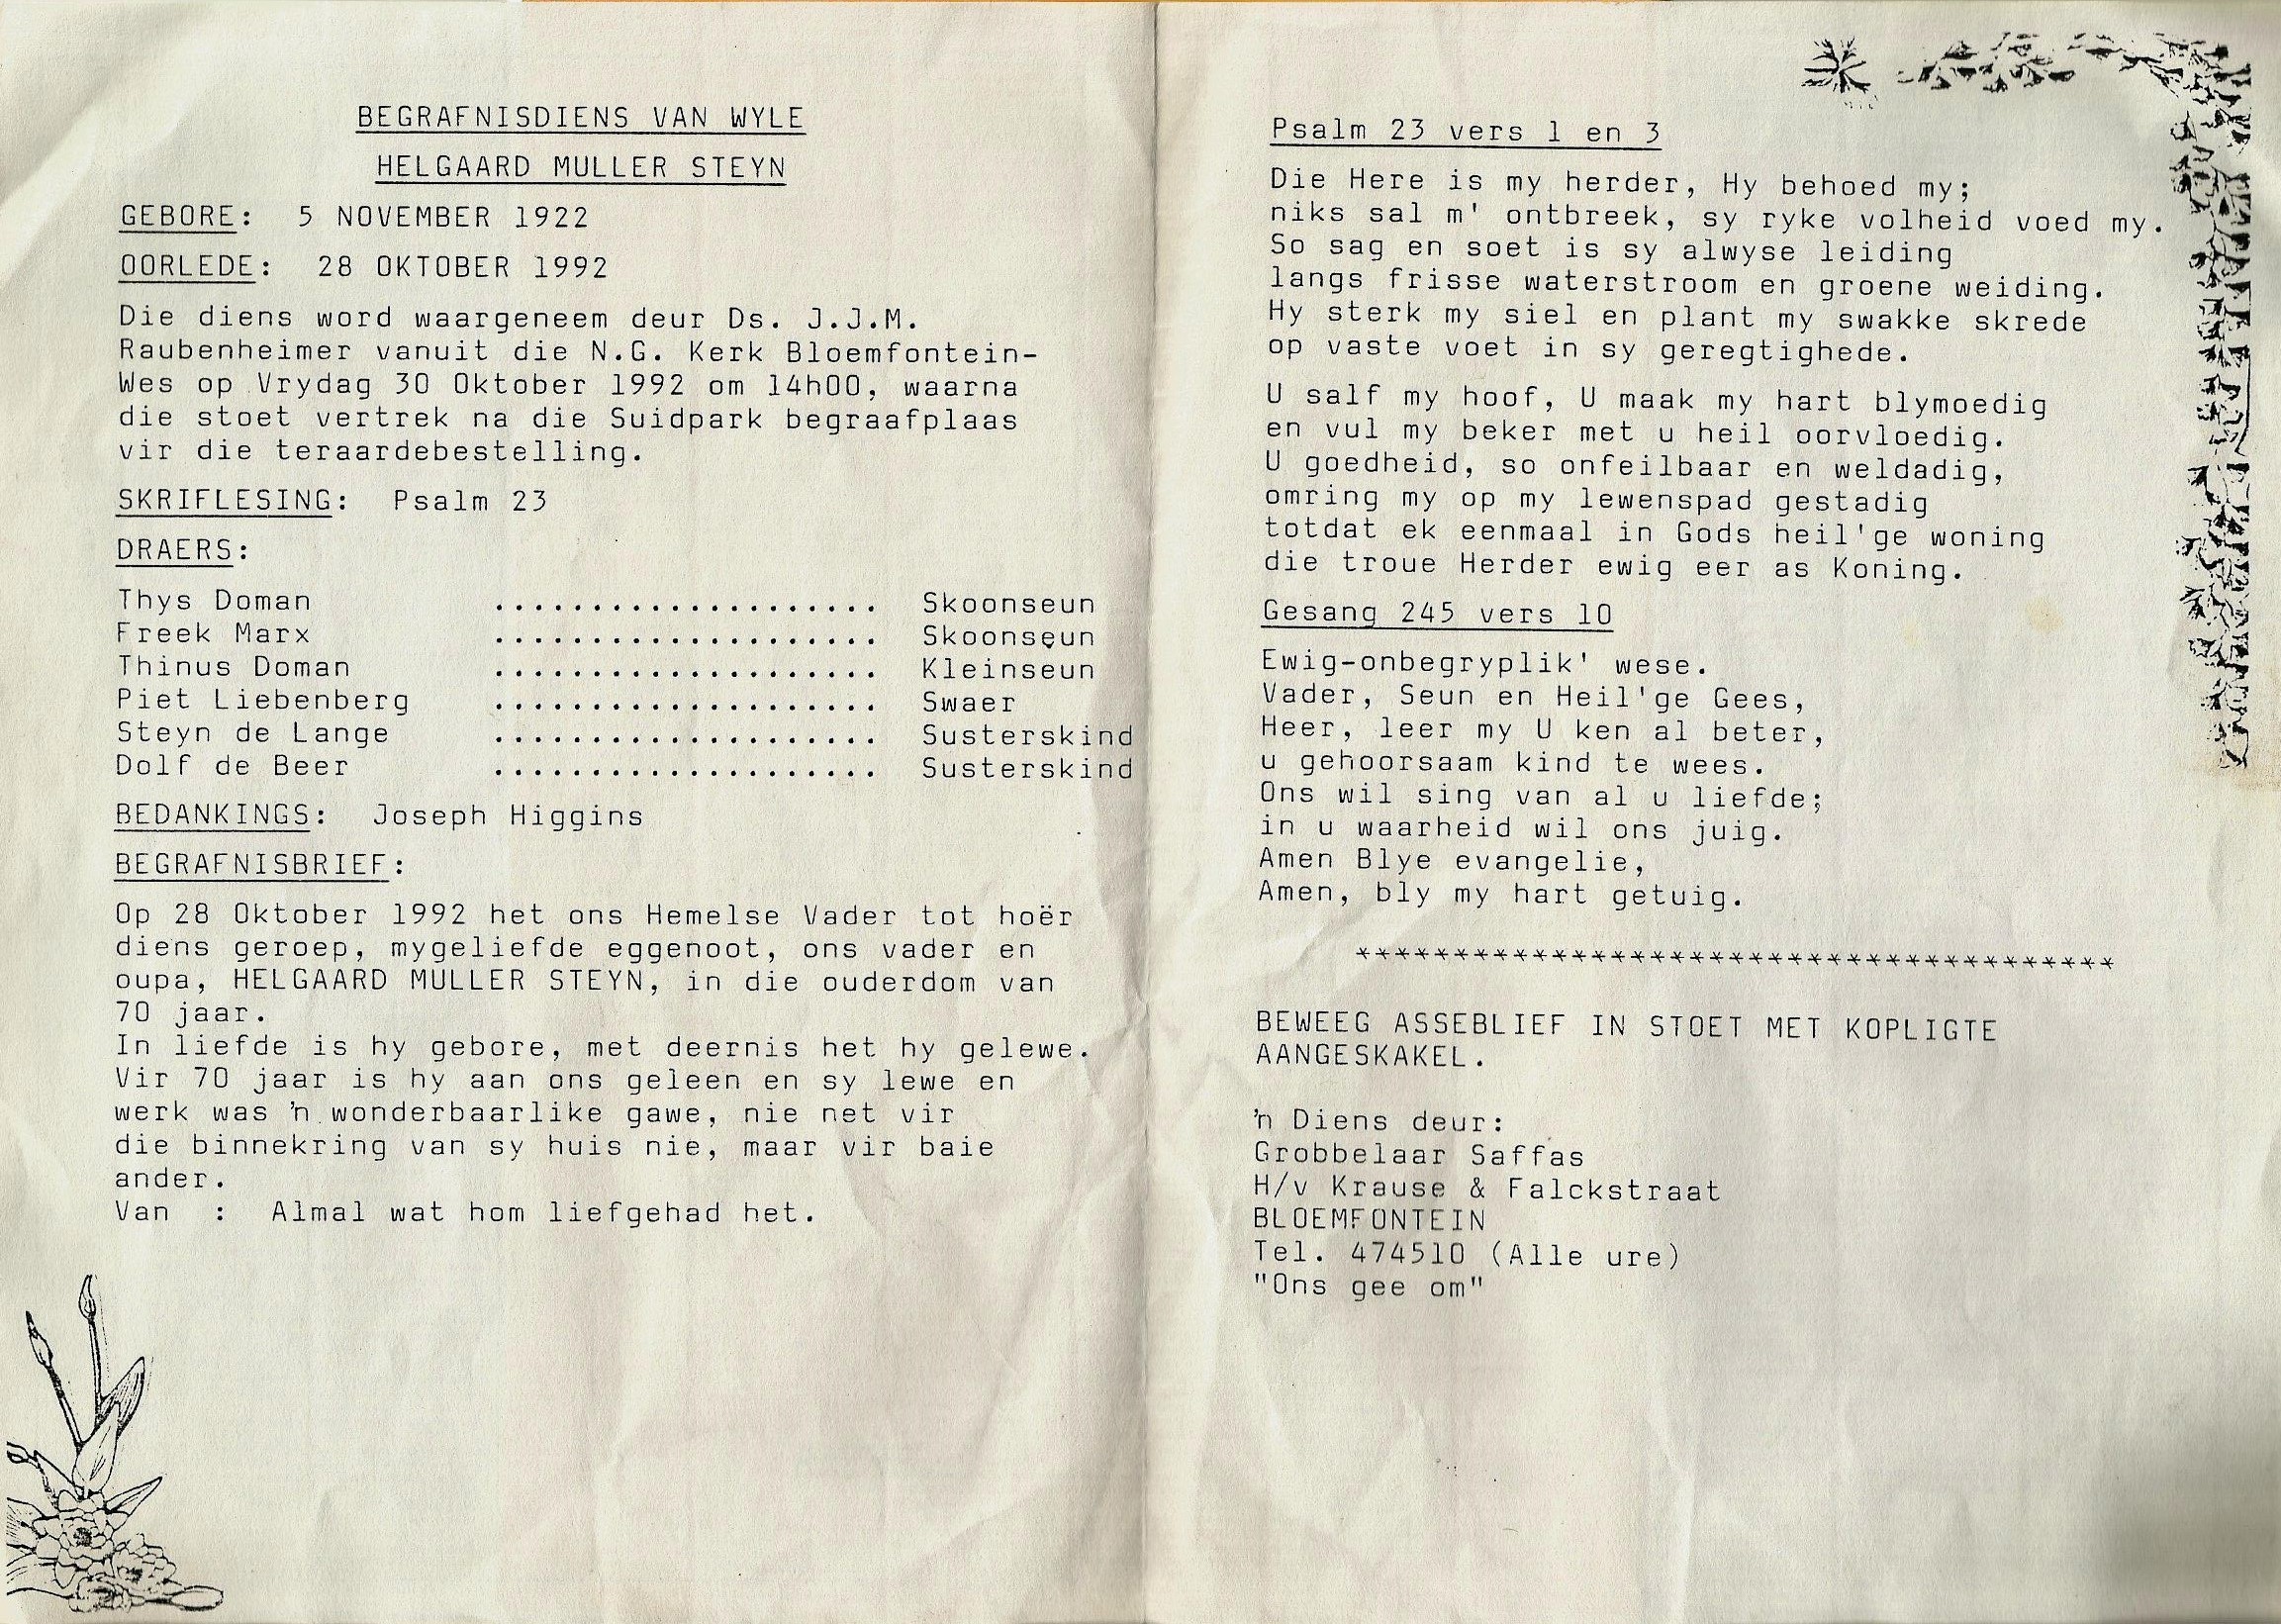 BEGRAFNISDIENS VAN WYLE
HELGAARD MULLER STEYN
GEBORE: 5 NOVEMBER 1922
OORLEDE: 28 OKTOBER 1992
Die diens word waargeneem deur Ds. J.J.M.
Raubenheimer vanuit die N.G. Kerk Bloemfontein-
Wes op Vrydag 30 Oktober 1992 om 14h00, waarna
die stoet vertrek na die Suidpark begraafplaas
vir die teraardebestelling.
SKRIFLESING: Psalm 23
DRAERS:
Thys Doman .................... Skoonseun
Freek Marx .................... Skoonseun
Thinus Doman .................... Kleinseun
Piet Liebenberg .................... Swaer
Steyn de Lange .................... Susterskind
Dolf de Beer .................... Susterskind
BEDANKINGS: Joseph Higgins
BEGRAFNISBRIEF:
Op 28 Oktober 1992 het ons Hemelse Vader tot hoër
diens geroep, mygeliefde eggenoot, ons vader en
oupa, HELGAARD MULLER STEYN, in die ouderdom van
70 jaar.
In liefde is hy gebore, met deernis het hy gelewe.
Vir 70 jaar is hy aan ons geleen en sy lewe en
werk was 'n wonderbaarlike gawe, nie net vir
die binnekring van sy huis nie, maar vir baie
ander.
Van : Almal wat hom liefgehad het.
Psalm 23 vers 1 en 3
Die Here is my herder, Hy behoed my;
niks sal m' ontbreek, sy ryke volheid voed my.
So sag en soet is sy alwyse leiding
langs frisse waterstroom en groene weiding.
Hy sterk my siel en plant my swakke skrede
op vaste voet in sy geregtighede.
U salf my hoof, U maak my hart blymoedig
en vul my beker met u heil oorvloedig.
U goedheid, so onfeilbaar en weldadig,
omring my op my lewenspad gestadig
totdat ek eenmaal in Gods heil'ge woning
die troue Herder ewig eer as Koning.
Gesang 245 vers 10
Ewig-onbegryplik' wese.
Vader, Seun en Heil'ge Gees,
Heer, leer my U ken al beter,
u gehoorsaam kind te wees.
Ons wil sing van al u liefde;
in u waarheid wil ons juig.
Amen Blye evangelie,
Amen, bly my hart getuig.
***************************************
BEWEEG ASSEBLIEF IN STOET MET KOPLIGTE
AANGESKAKEL.
'n Diens deur:
Grobbelaar Saffas
H/v Krause & Falckstraat
BLOEMFONTEIN
Tel. 474510 (Alle ure)
"Ons gee om"